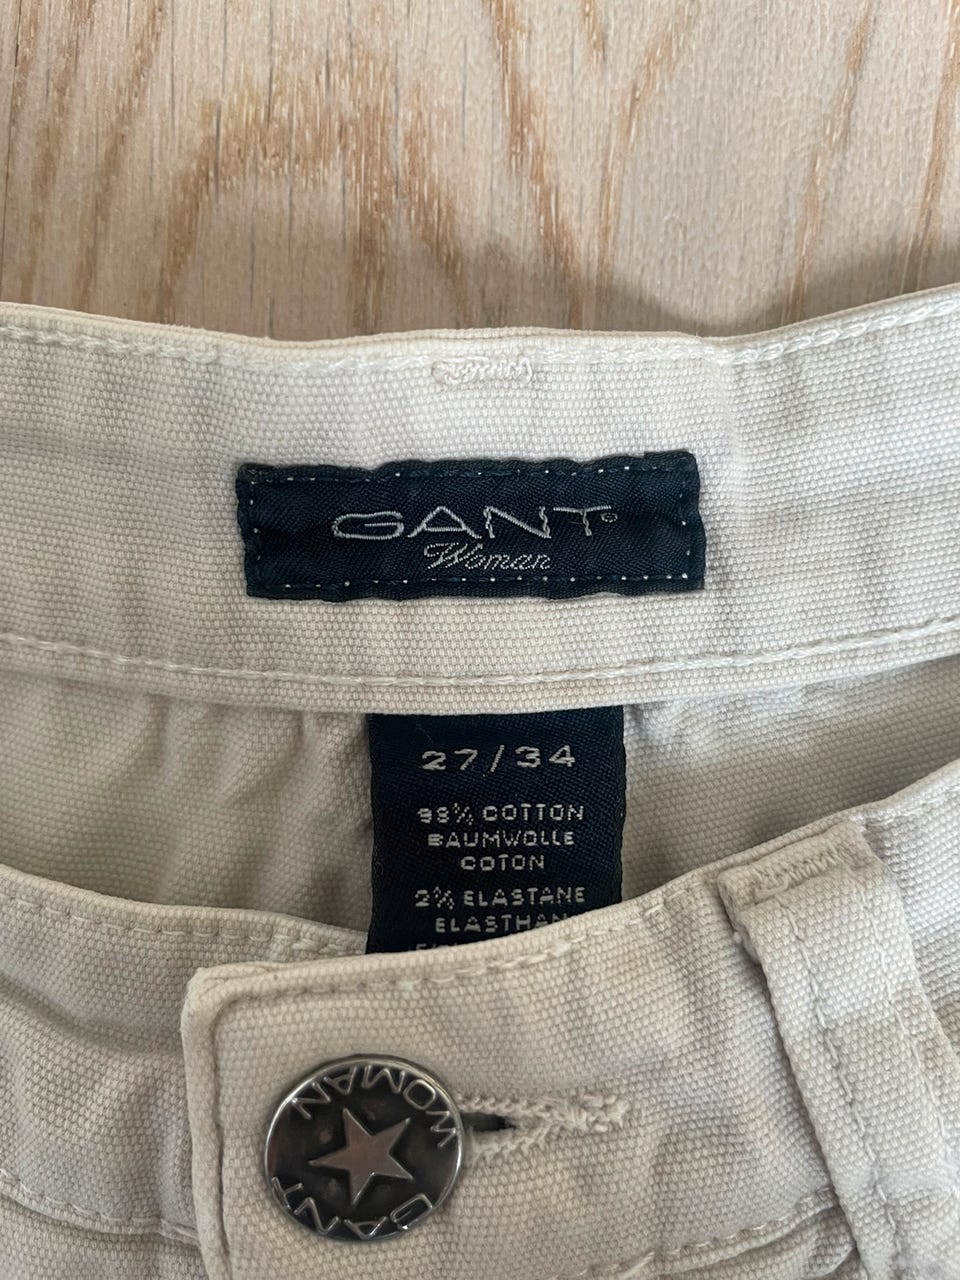 GANT®
Woman
27/34
98% COTTON
BAUMWOLLE
COTON
2% ELASTANE
ELASTHAN
WOMAN
GANT